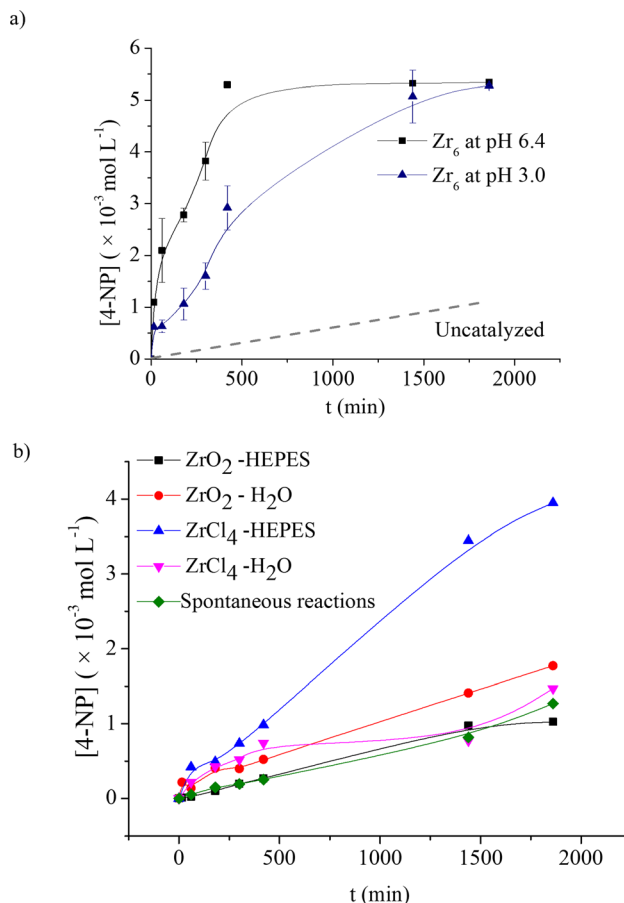 a)
6
5
4
3
2
1
0
[4-NP] ( × 10⁻³ mol L⁻¹)
Zr₆ at pH 6.4
Zr₆ at pH 3.0
Uncatalyzed
0 500 1000 1500 2000
t (min)
b)
ZrO₂ -HEPES
ZrO₂ - H₂O
ZrCl₄ -HEPES
ZrCl₄ -H₂O
Spontaneous reactions
4
3
2
1
0
[4-NP] ( × 10⁻³ mol L⁻¹)
0 500 1000 1500 2000
t (min)